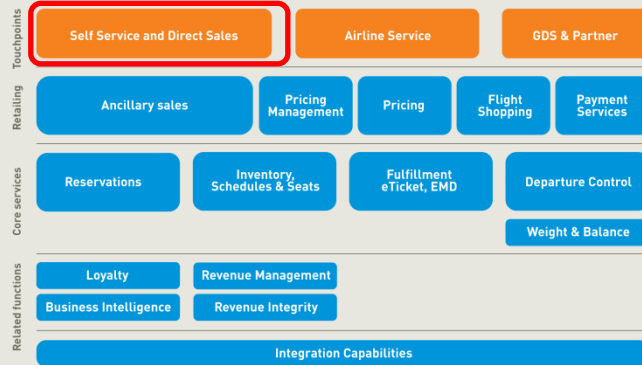 Touchpoints
Self Service and Direct Sales
Airline Service
GDS & Partner
Retailing
Ancillary sales
Pricing
Management
Pricing
Flight
Shopping
Payment
Services
Core services
Reservations
Inventory,
Schedules & Seats
Fulfillment
eTicket, EMD
Departure Control
Weight & Balance
Related functions
Loyalty
Revenue Management
Business Intelligence
Revenue Integrity
Integration Capabilities